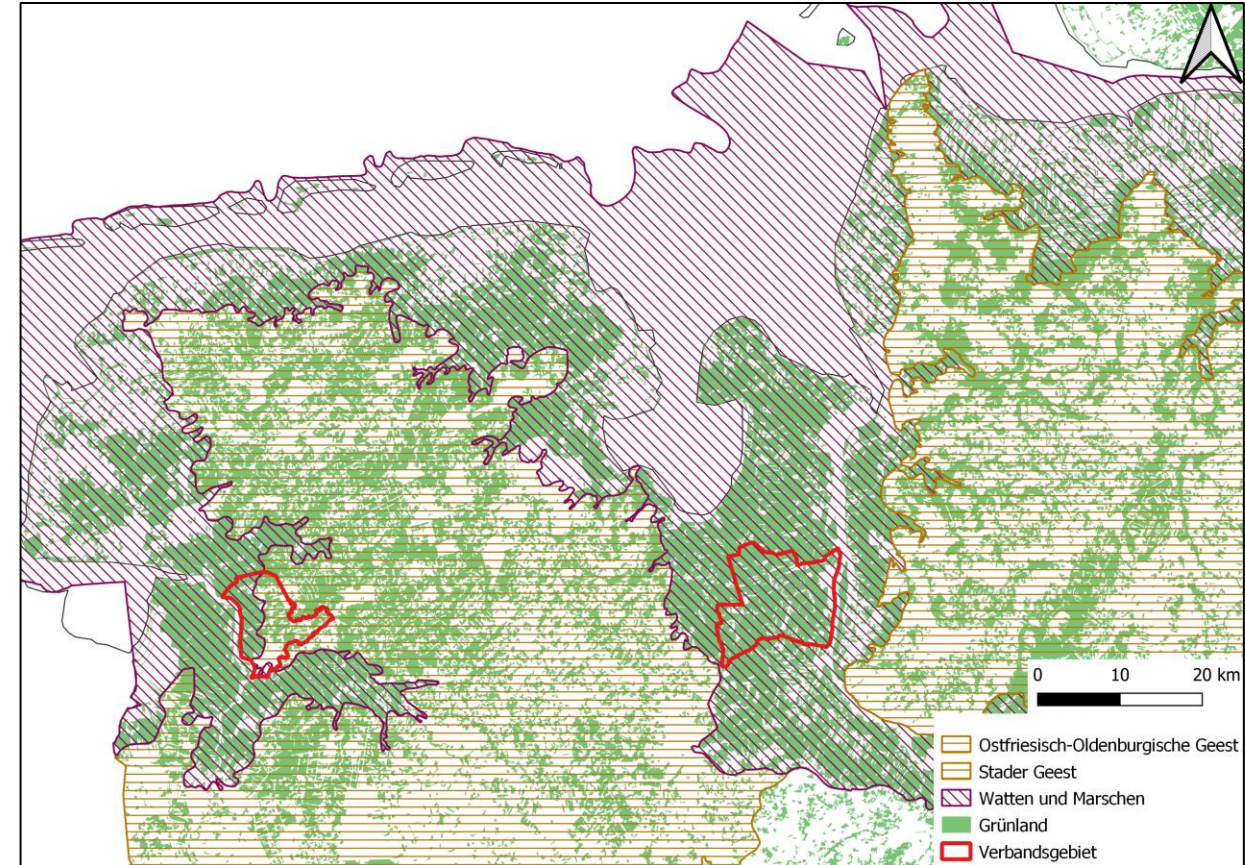 0 10 20 km
Ostfriesisch-Oldenburgische Geest
Stader Geest
Watten und Marschen
Grünland
Verbandsgebiet